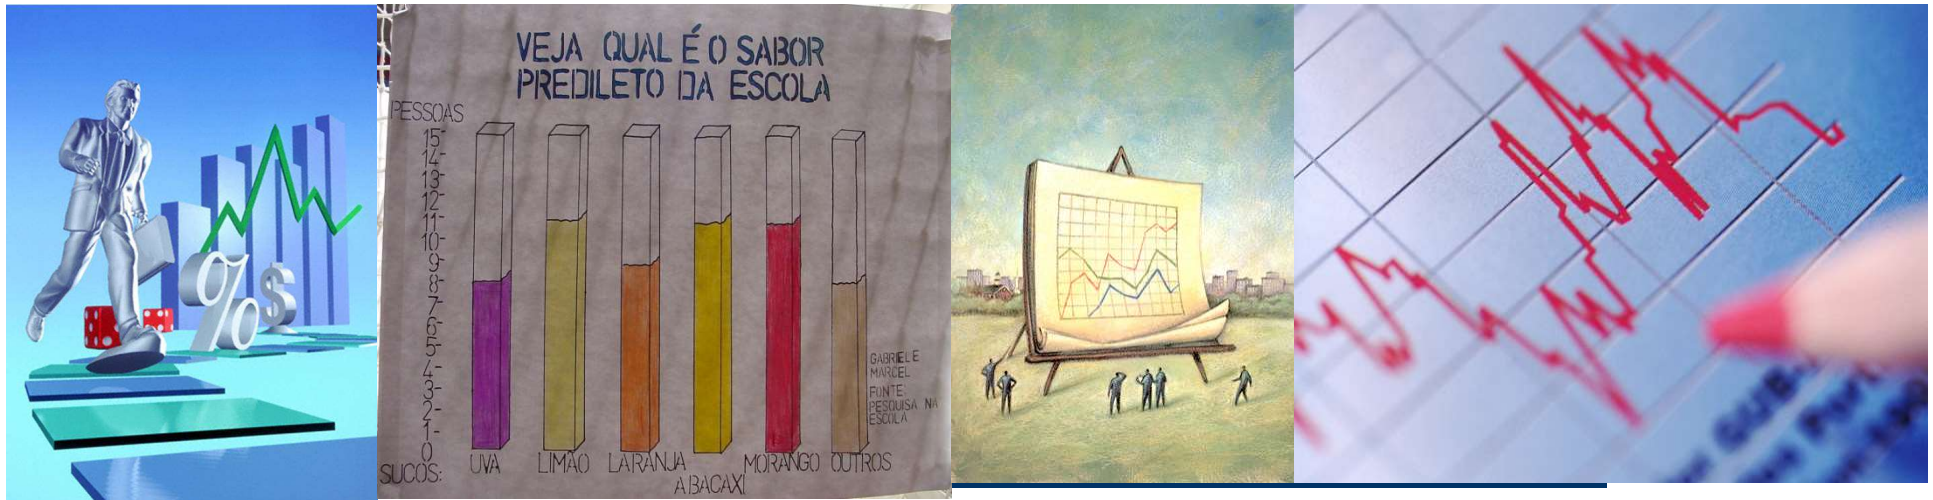 % $
VEJA QUAL É O SABOR
PREDILETO DA ESCOLA
PESSOAS
15-
14-
13-
12-
11-
10-
9-
8-
7-
6-
5-
4-
3-
2-
1-
0
SUCOS:
UVA
LIMÃO
LARANJA
ABACAXI
MORANGO
OUTROS
GABRIEL E
MARCEL
FONTE:
PESQUISA NA
ESCOLA